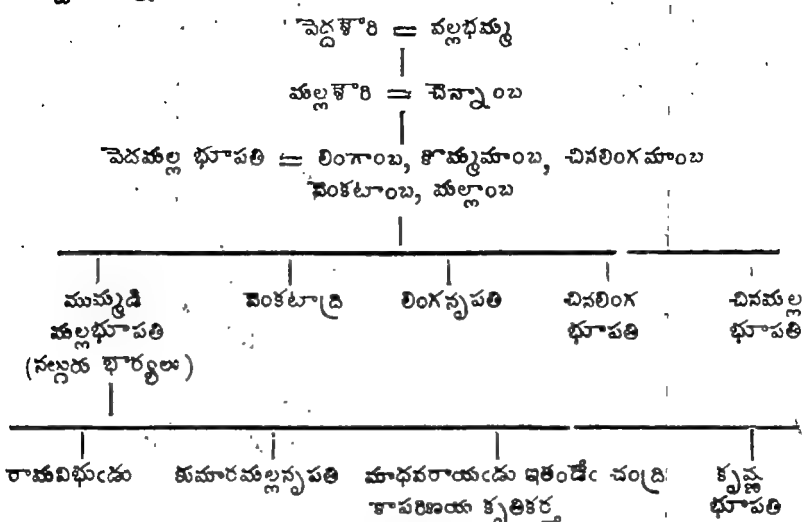 పెద్దశౌరి = వల్లభమ్మ
మల్లశౌరి = చెన్నాంబ
పెదమల్ల భూపతి = లింగాంబ, కొమ్మమాంబ, చినలింగమాంబ
వెంకటాంబ, మల్లాంబ
ముమ్మడి వెంకటాద్రి లింగనృపతి చినలింగ చినమల్ల
మల్లభూపతి భూపతి భూపతి
(నల్గురు భార్యలు)
రామవిభుఁడు కుమారమల్లనృపతి మాధవరాయఁడు ఇతండేఁ చంద్రి కృష్ణ
కాపరిణయ కృతికర్త భూపతి